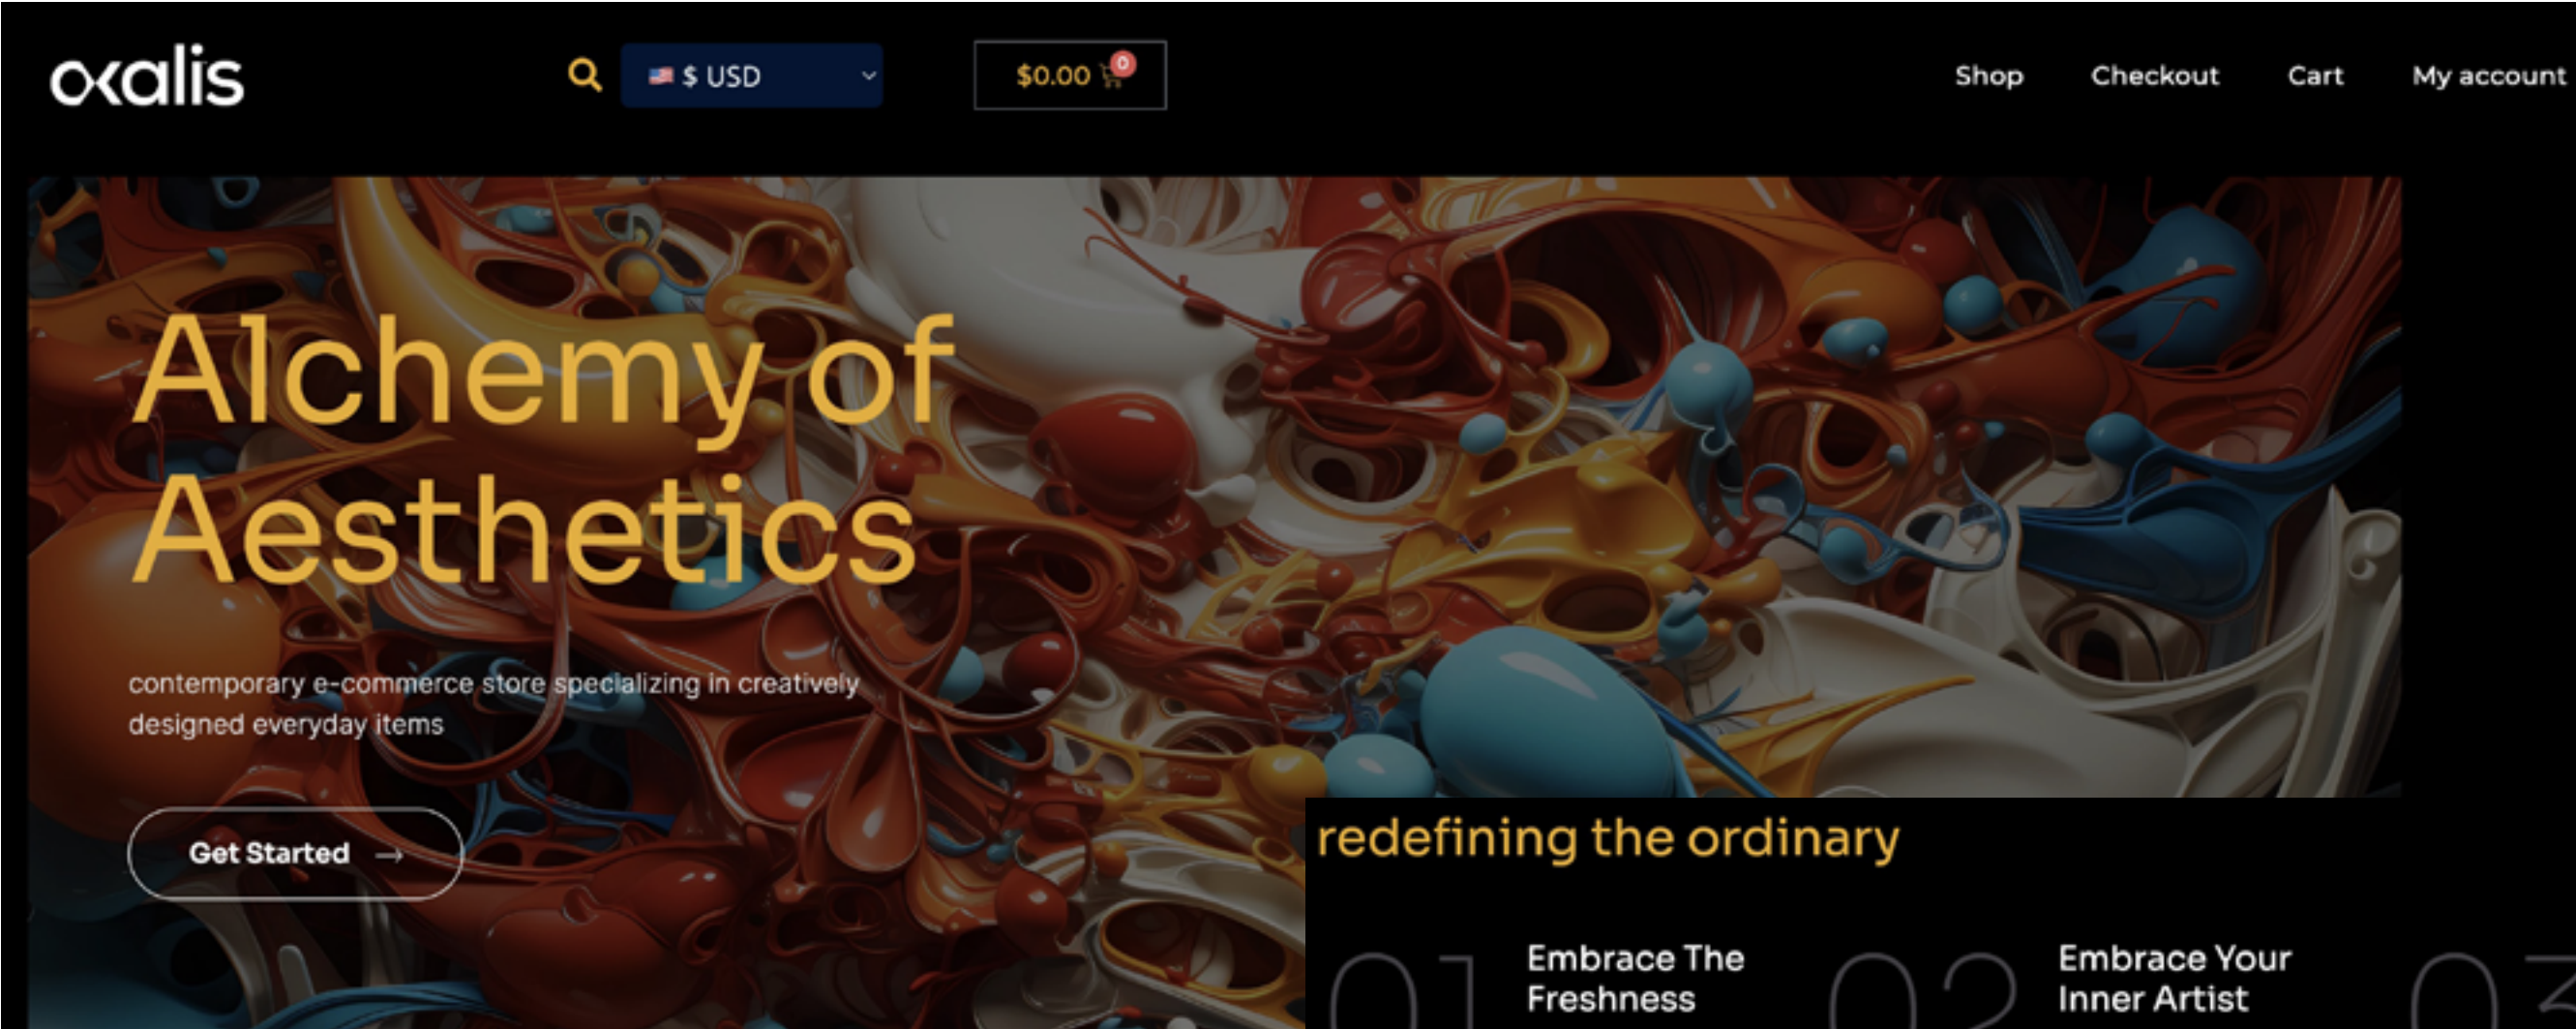 oxalis
$ USD
$0.00 0
Shop Checkout Cart My account
Alchemy of
Aesthetics
contemporary e-commerce store specializing in creatively
designed everyday items
Get Started →
redefining the ordinary
01
Embrace The
Freshness
02
Embrace Your
Inner Artist
03